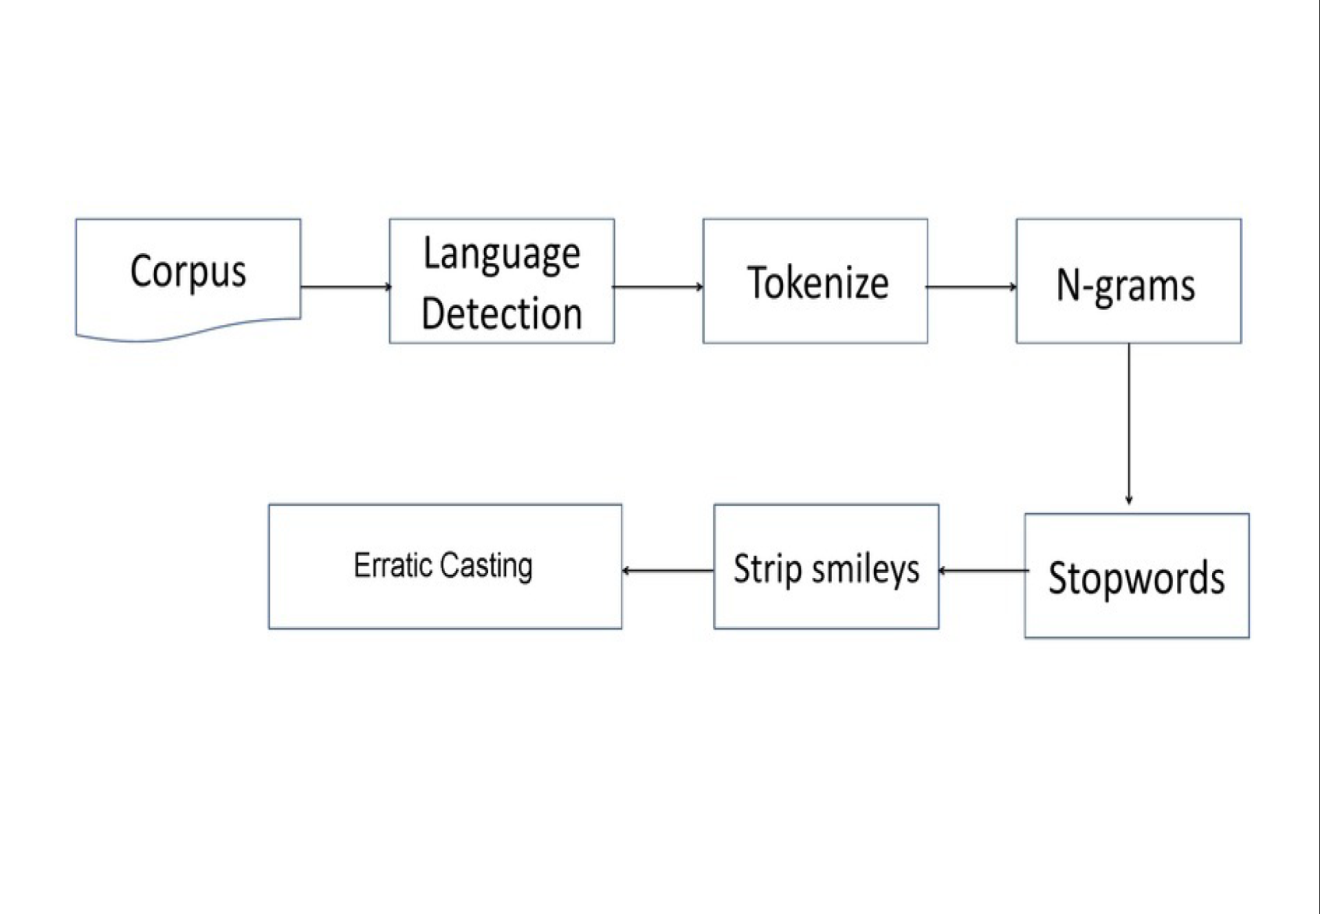 Corpus
Language
Detection
Tokenize
N-grams
Stopwords
Strip smileys
Erratic Casting